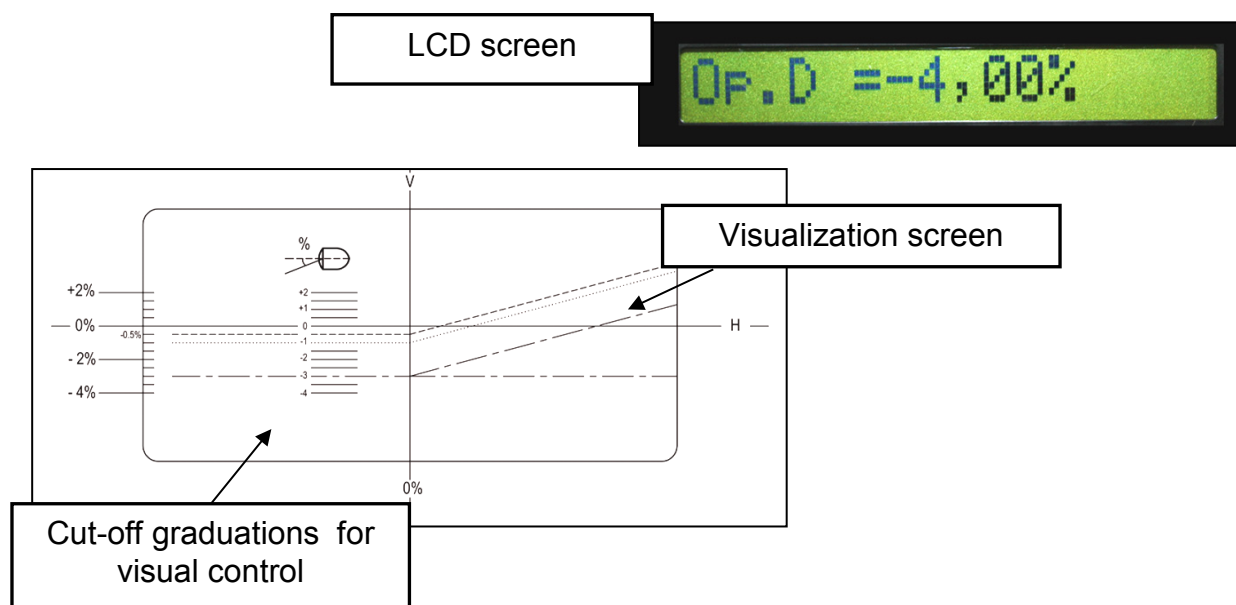 LCD screen
Op.D =-4,00%
V
Visualization screen
%
+2%
+2
+1
0%
0
H
-0.5%
-1
- 2%
-2
-3
- 4%
-4
0%
Cut-off graduations for
visual control